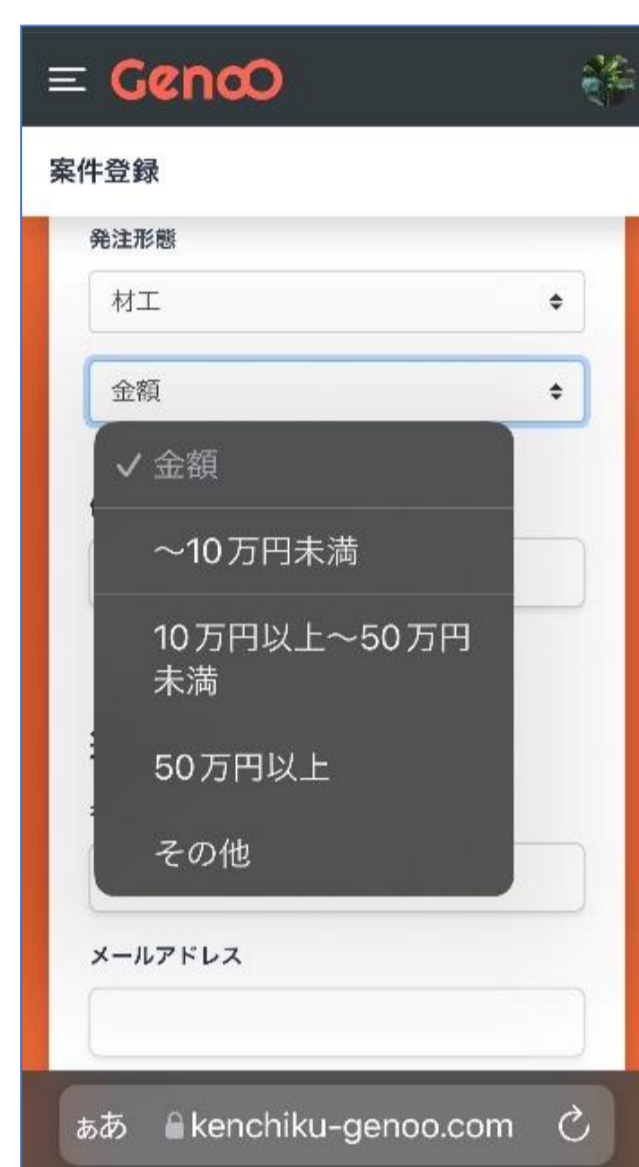 Genoo
案件登録
発注形態
材工
金額
✓ 金額
〜10万円未満
10万円以上〜50万円
未満
50万円以上
その他
メールアドレス
ぁあ kenchiku-genoo.com